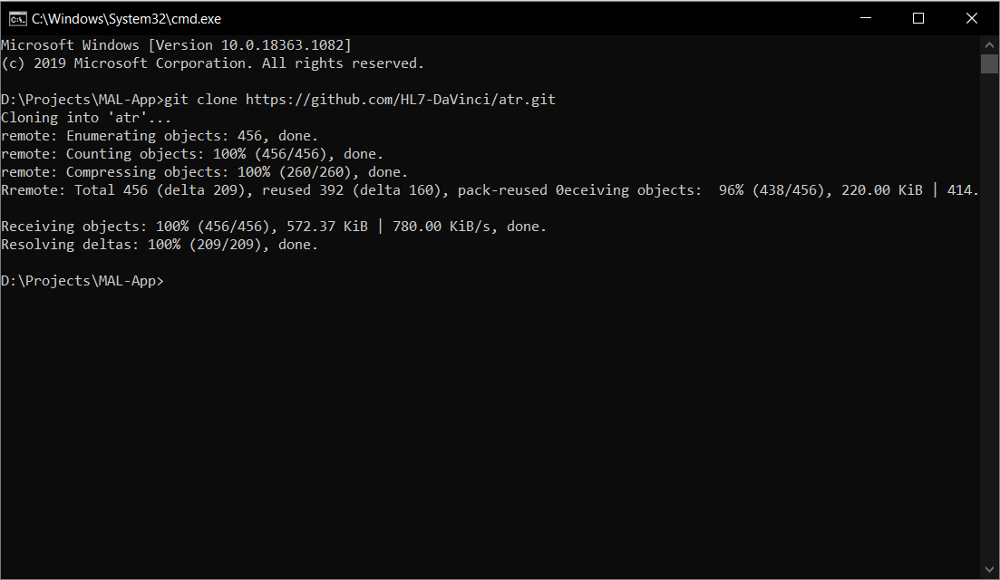 C:\Windows\System32\cmd.exe
Microsoft Windows [Version 10.0.18363.1082]
(c) 2019 Microsoft Corporation. All rights reserved.
D:\Projects\MAL-App>git clone https://github.com/HL7-DaVinci/atr.git
Cloning into 'atr'...
remote: Enumerating objects: 456, done.
remote: Counting objects: 100% (456/456), done.
remote: Compressing objects: 100% (260/260), done.
Rremote: Total 456 (delta 209), reused 392 (delta 160), pack-reused 0eceiving objects:  96% (438/456), 220.00 KiB | 414.
Receiving objects: 100% (456/456), 572.37 KiB | 780.00 KiB/s, done.
Resolving deltas: 100% (209/209), done.
D:\Projects\MAL-App>